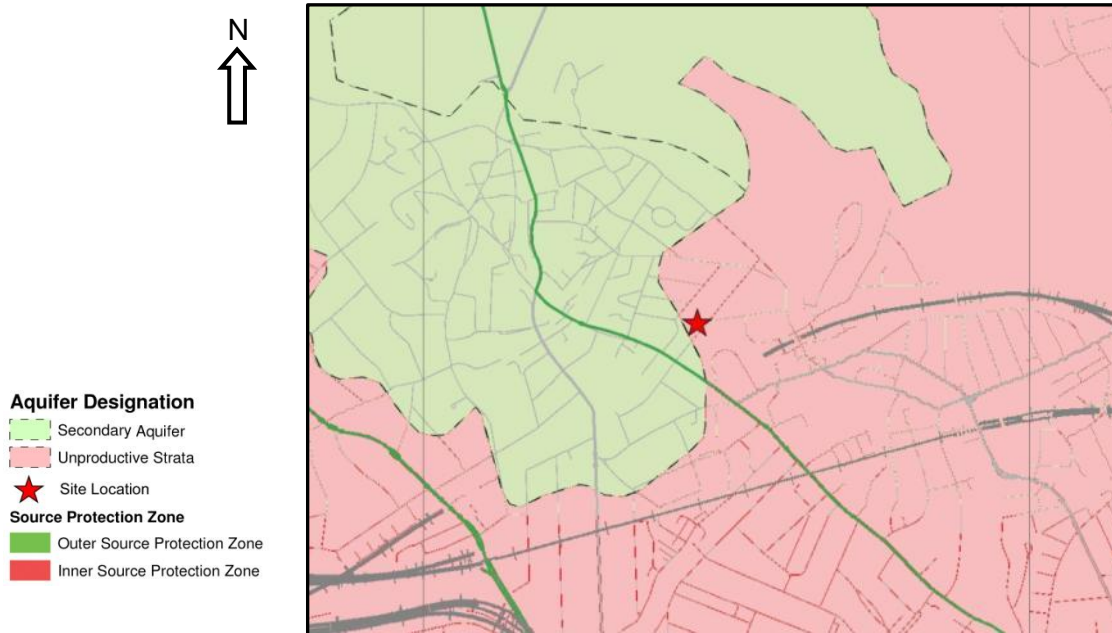 N
Aquifer Designation
Secondary Aquifer
Unproductive Strata
Site Location
Source Protection Zone
Outer Source Protection Zone
Inner Source Protection Zone